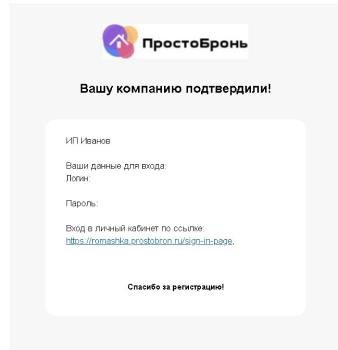 ПростоБронь
Вашу компанию подтвердили!
ИП Иванов
Ваши данные для входа:
Логин:
Пароль:
Вход в личный кабинет по ссылке:
https://romashka.prostobron.ru/sign-in-page.
Спасибо за регистрацию!